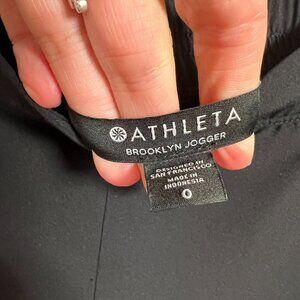 ATHLETA
BROOKLYN JOGGER
DESIGNED IN
SAN FRANCISCO
MADE IN
INDONESIA
0